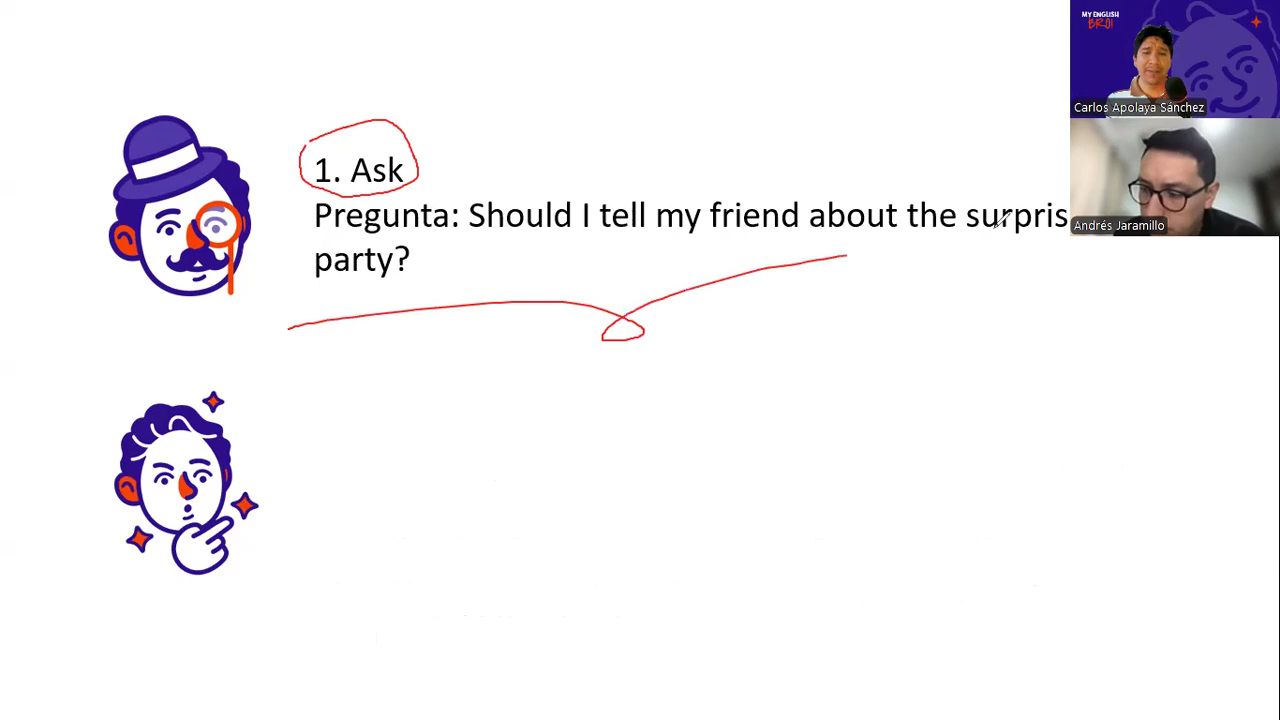 MY ENGLISH
BRO!
Carlos Apolaya Sánchez
1. Ask
Pregunta: Should I tell my friend about the surpris
Andrés Jaramillo
party?